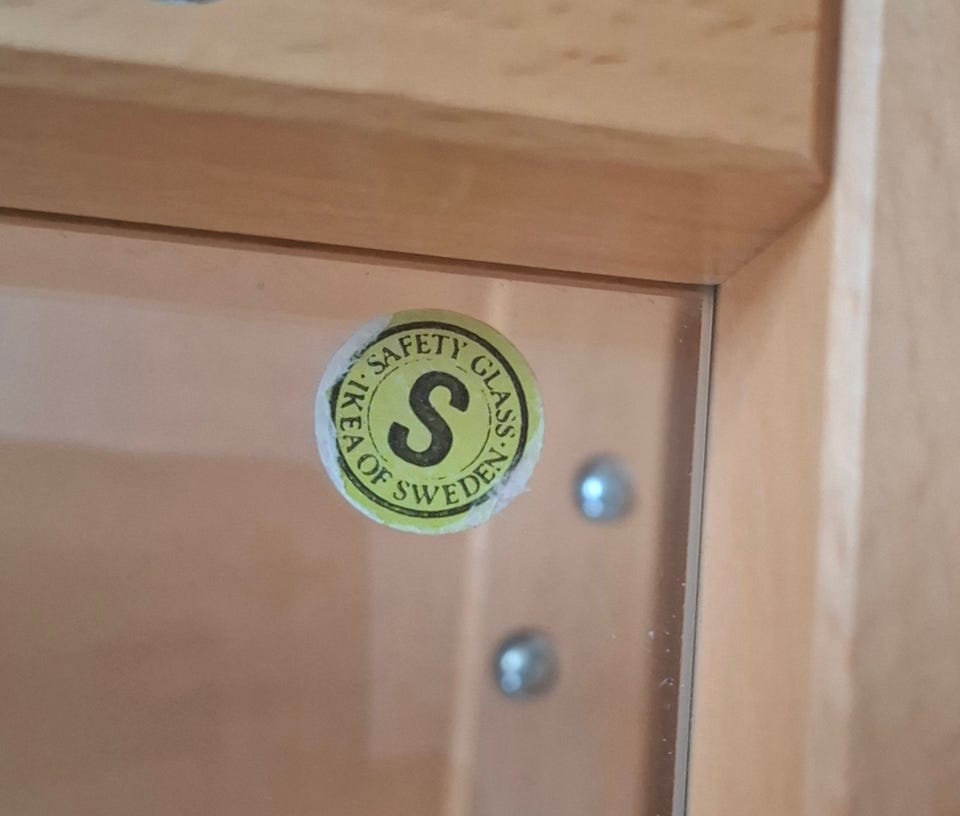 · SAFETY GLASS ·
IKEA OF SWEDEN
S